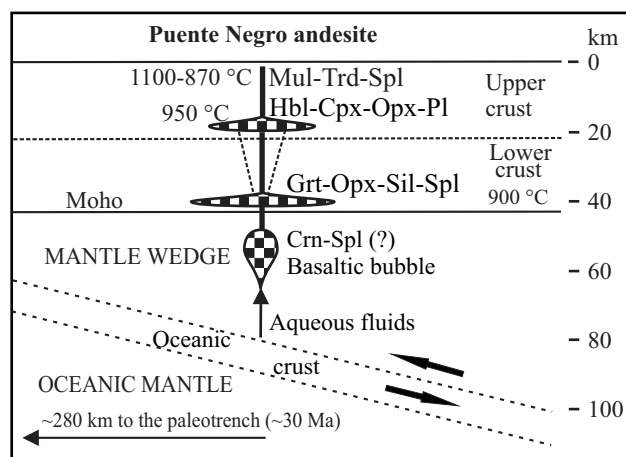 Puente Negro andesite
km
0
1100-870 °C
Mul-Trd-Spl
Upper
crust
950 °C
Hbl-Cpx-Opx-Pl
20
Lower
crust
900 °C
Grt-Opx-Sil-Spl
Moho
40
Crn-Spl (?)
MANTLE WEDGE
Basaltic bubble
60
Oceanic
Aqueous fluids
80
crust
OCEANIC MANTLE
100
~280 km to the paleotrench (~30 Ma)